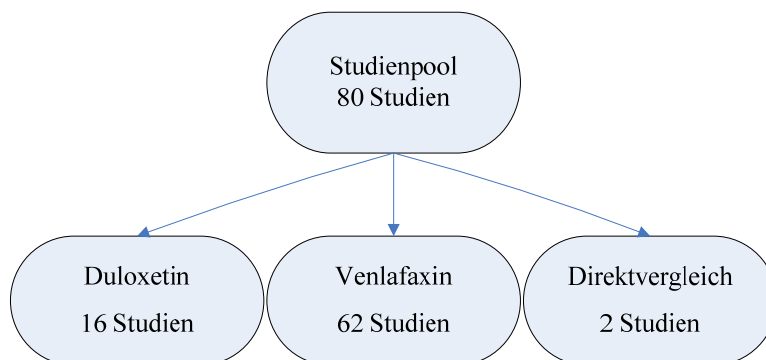 Studienpool
80 Studien
Duloxetin
16 Studien
Venlafaxin
62 Studien
Direktvergleich
2 Studien